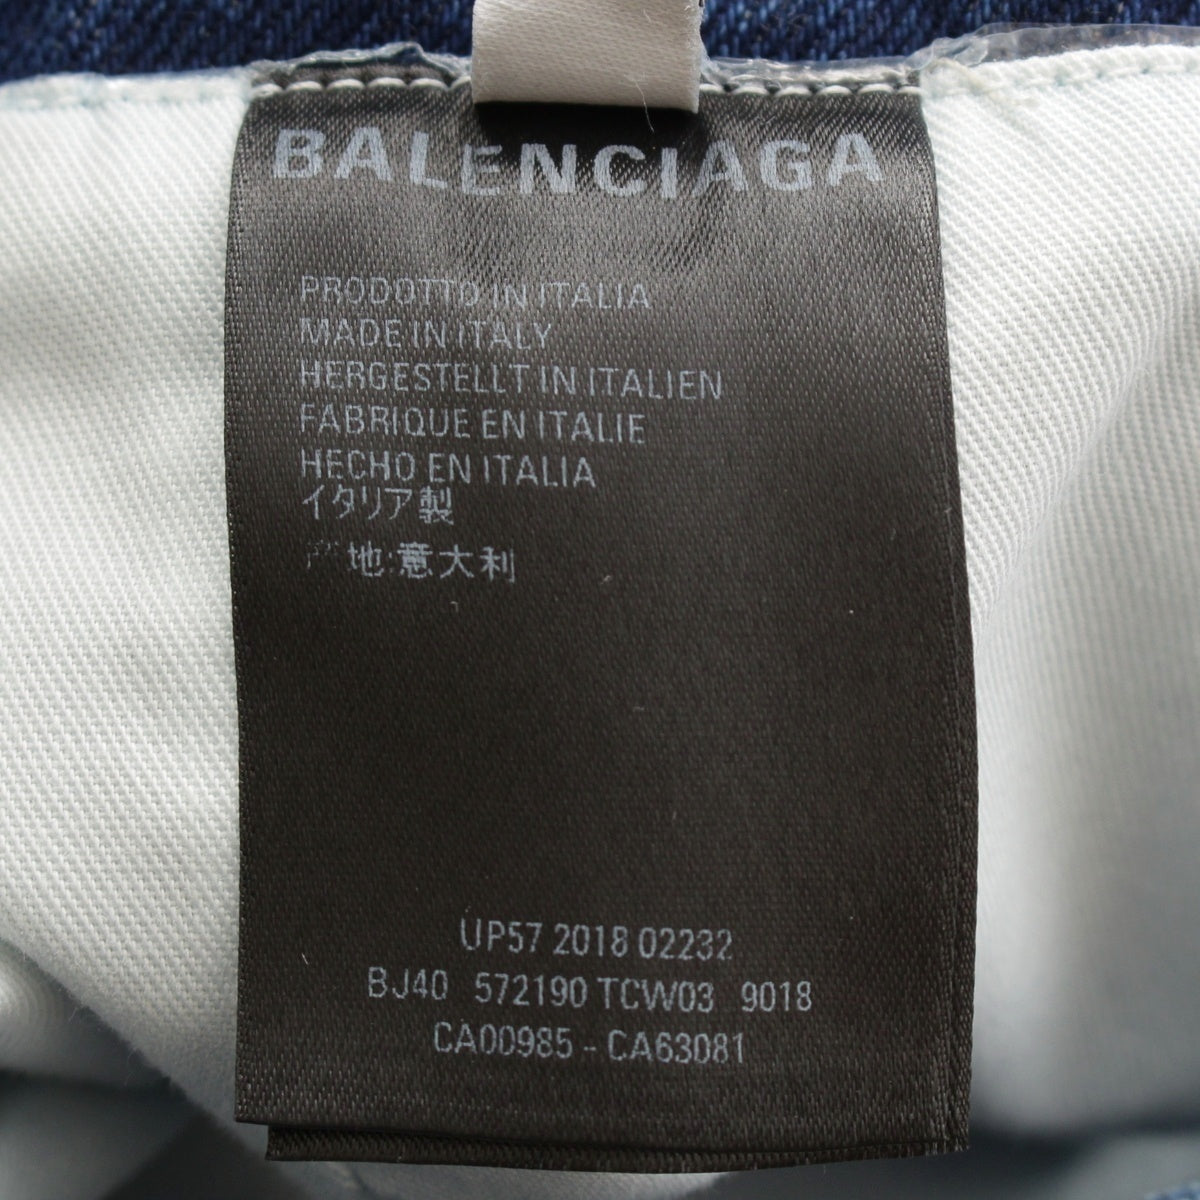 BALENCIAGA
PRODOTTO IN ITALIA
MADE IN ITALY
HERGESTELLT IN ITALIEN
FABRIQUE EN ITALIE
HECHO EN ITALIA
イタリア製
产地:意大利
UP57 2018 02232
BJ40 572190 TCW03 9018
CA00985 - CA63081